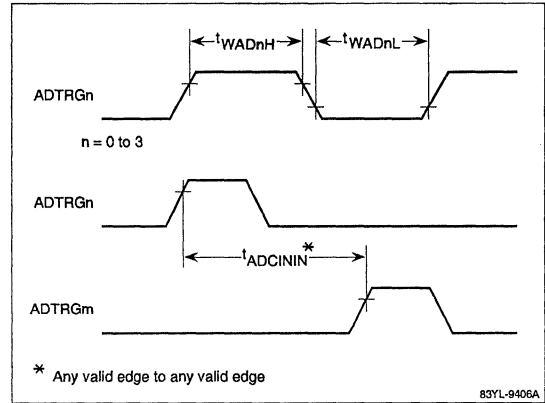 tWADnH tWADnL
ADTRGn
n = 0 to 3
ADTRGn
tADCININ*
ADTRGm
* Any valid edge to any valid edge
83YL-9406A